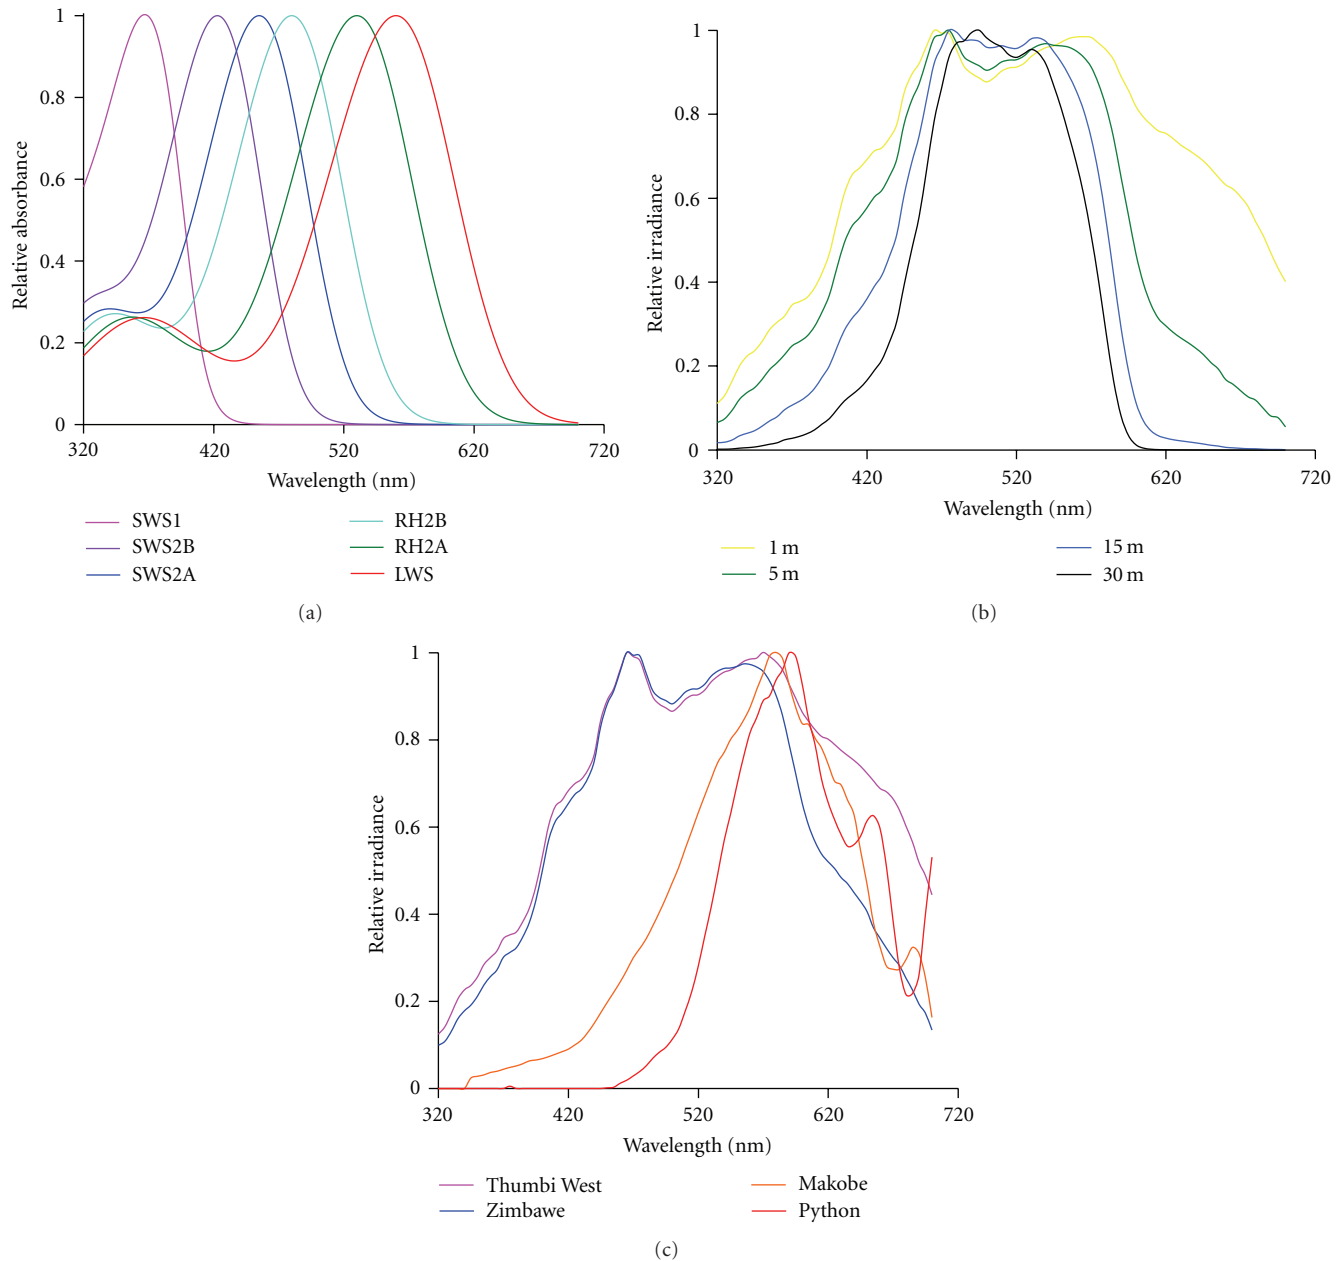 1
0.8
0.6
0.4
0.2
0
Relative absorbance
320
420
520
620
720
Wavelength (nm)
SWS1
SWS2B
SWS2A
RH2B
RH2A
LWS
(a)
1
0.8
0.6
0.4
0.2
0
Relative irradiance
320
420
520
620
720
Wavelength (nm)
1 m
5 m
15 m
30 m
(b)
1
0.8
0.6
0.4
0.2
0
Relative irradiance
320
420
520
620
720
Wavelength (nm)
Thumbi West
Zimbawe
Makobe
Python
(c)